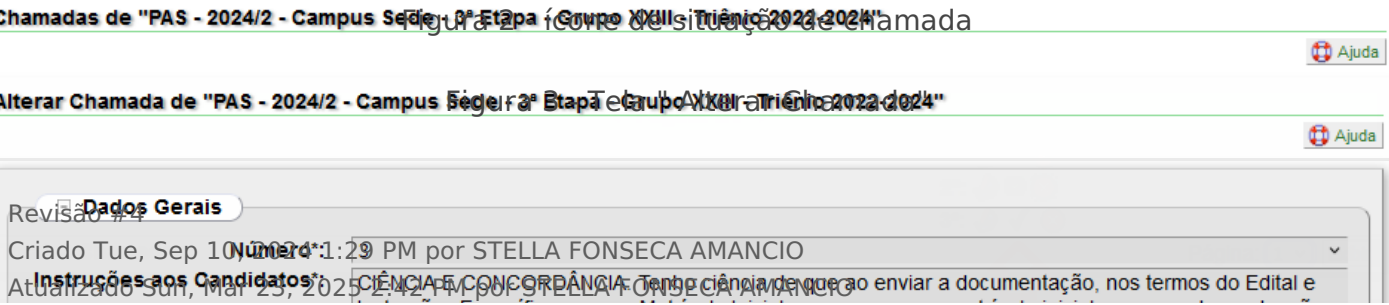 Chamadas de "PAS - 2024/2 - Campus Sede - 3ª Etapa - Grupo XXIII - Triênio 2022-2024"
Figura 2 - ícone de situação de chamada
Ajuda
Alterar Chamada de "PAS - 2024/2 - Campus Sede - 3ª Etapa - Grupo XXIII - Triênio 2022-2024"
Figura 3 - Tela "Alterar Chamada"
Ajuda
Dados Gerais
Revisão #4
Número*: 3
Criado Tue, Sep 10, 2024 1:29 PM por STELLA FONSECA AMANCIO
Instruções aos Candidatos*: CIÊNCIA E CONCORDÂNCIA: Tenho ciência de que ao enviar a documentação, nos termos do Edital e
Atualizado Sun, Mar 23, 2025 2:42 PM por STELLA FONSECA AMANCIO